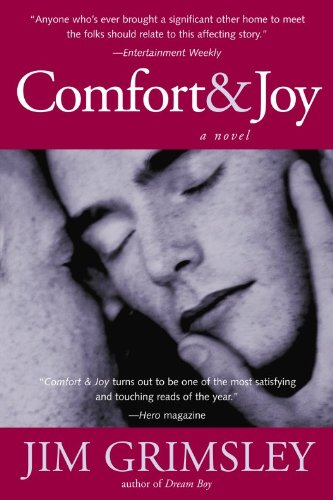 "Anyone who's ever brought a significant other home to meet
the folks should relate to this affecting story."
—Entertainment Weekly
Comfort & Joy
a novel
"Comfort & Joy turns out to be one of the most satisfying
and touching reads of the year."
—Hero magazine
JIM GRIMSLEY
author of Dream Boy